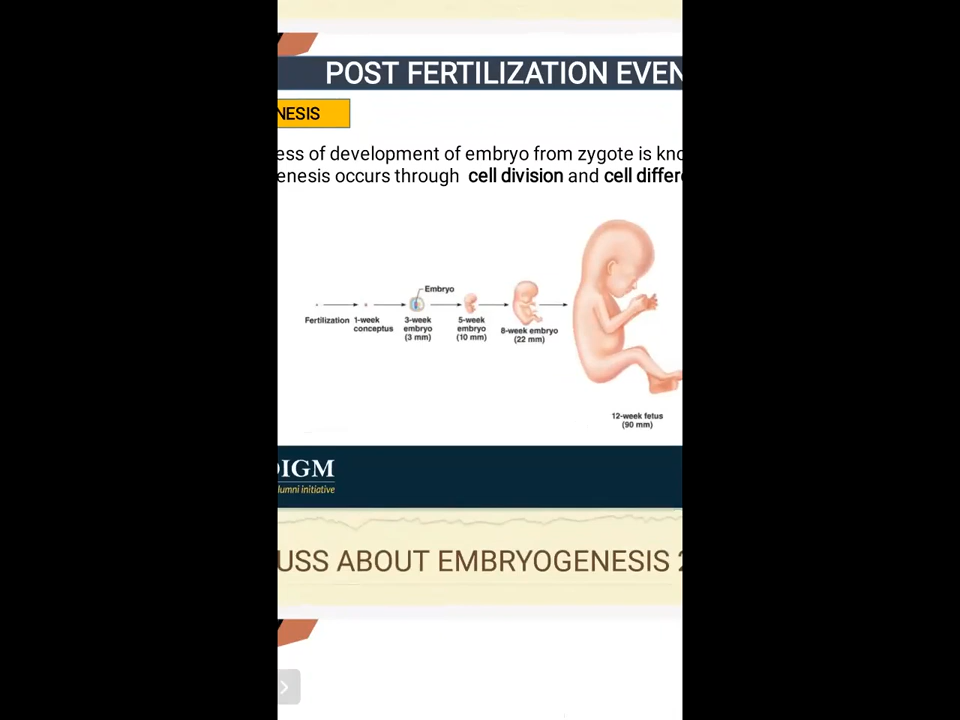 POST FERTILIZATION EVEN
NESIS
ess of development of embryo from zygote is kno
enesis occurs through cell division and cell differ
Embryo
Fertilization
1-week
conceptus
3-week
embryo
(3 mm)
5-week
embryo
(10 mm)
8-week embryo
(22 mm)
12-week fetus
(90 mm)
DIGM
lumni initiative
USS ABOUT EMBRYOGENESIS 2